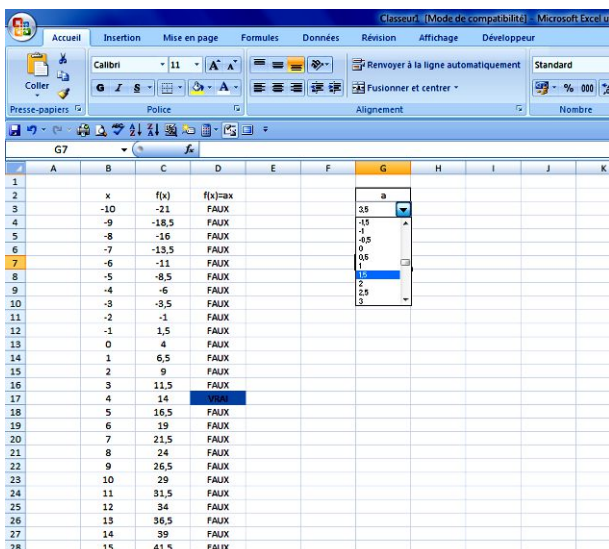 Classeur1 [Mode de compatibilité] - Microsoft Excel u
Accueil Insertion Mise en page Formules Données Révision Affichage Développeur
Calibri 11 A A Renvoyer à la ligne automatiquement Standard
Coller G I S A Fusionner et centrer % 000
Presse-papiers Police Alignement Nombre
G7 fx
A B C D E F G H I J K
1
2 x f(x) f(x)=ax a
3 -10 -21 FAUX 3,5
4 -9 -18,5 FAUX -1,5
5 -8 -16 FAUX -1
-0,5
6 -7 -13,5 FAUX 0
7 -6 -11 FAUX 0,5
1
8 -5 -8,5 FAUX 1,5
9 -4 -6 FAUX 2
2,5
10 -3 -3,5 FAUX 3
11 -2 -1 FAUX
12 -1 1,5 FAUX
13 0 4 FAUX
14 1 6,5 FAUX
15 2 9 FAUX
16 3 11,5 FAUX
17 4 14 VRAI
18 5 16,5 FAUX
19 6 19 FAUX
20 7 21,5 FAUX
21 8 24 FAUX
22 9 26,5 FAUX
23 10 29 FAUX
24 11 31,5 FAUX
25 12 34 FAUX
26 13 36,5 FAUX
27 14 39 FAUX
28 15 41,5 FAUX